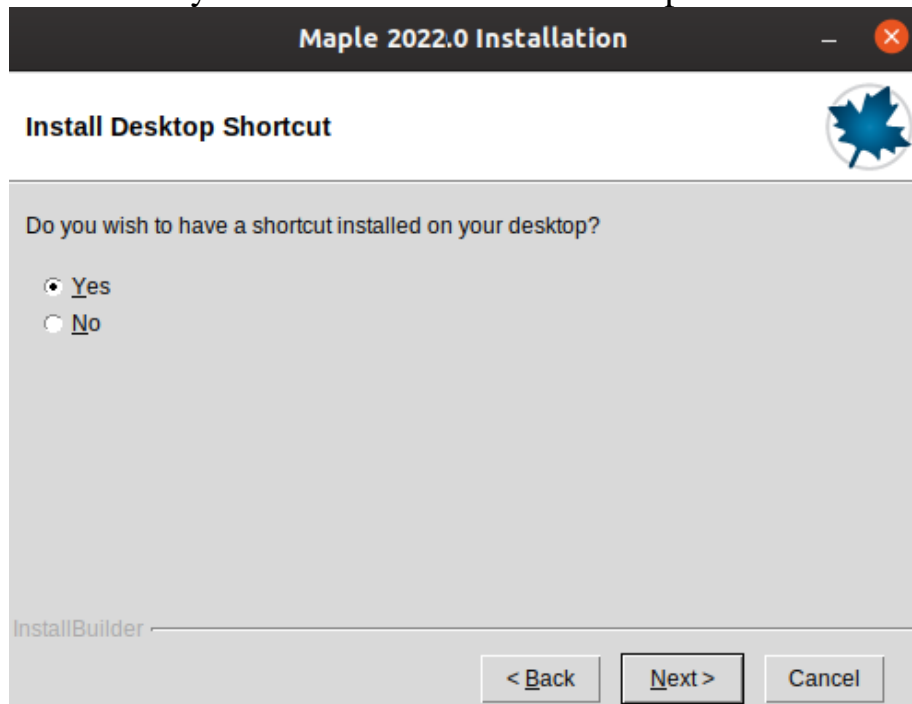 Maple 2022.0 Installation
Install Desktop Shortcut
Do you wish to have a shortcut installed on your desktop?
Yes
No
InstallBuilder
< Back
Next >
Cancel